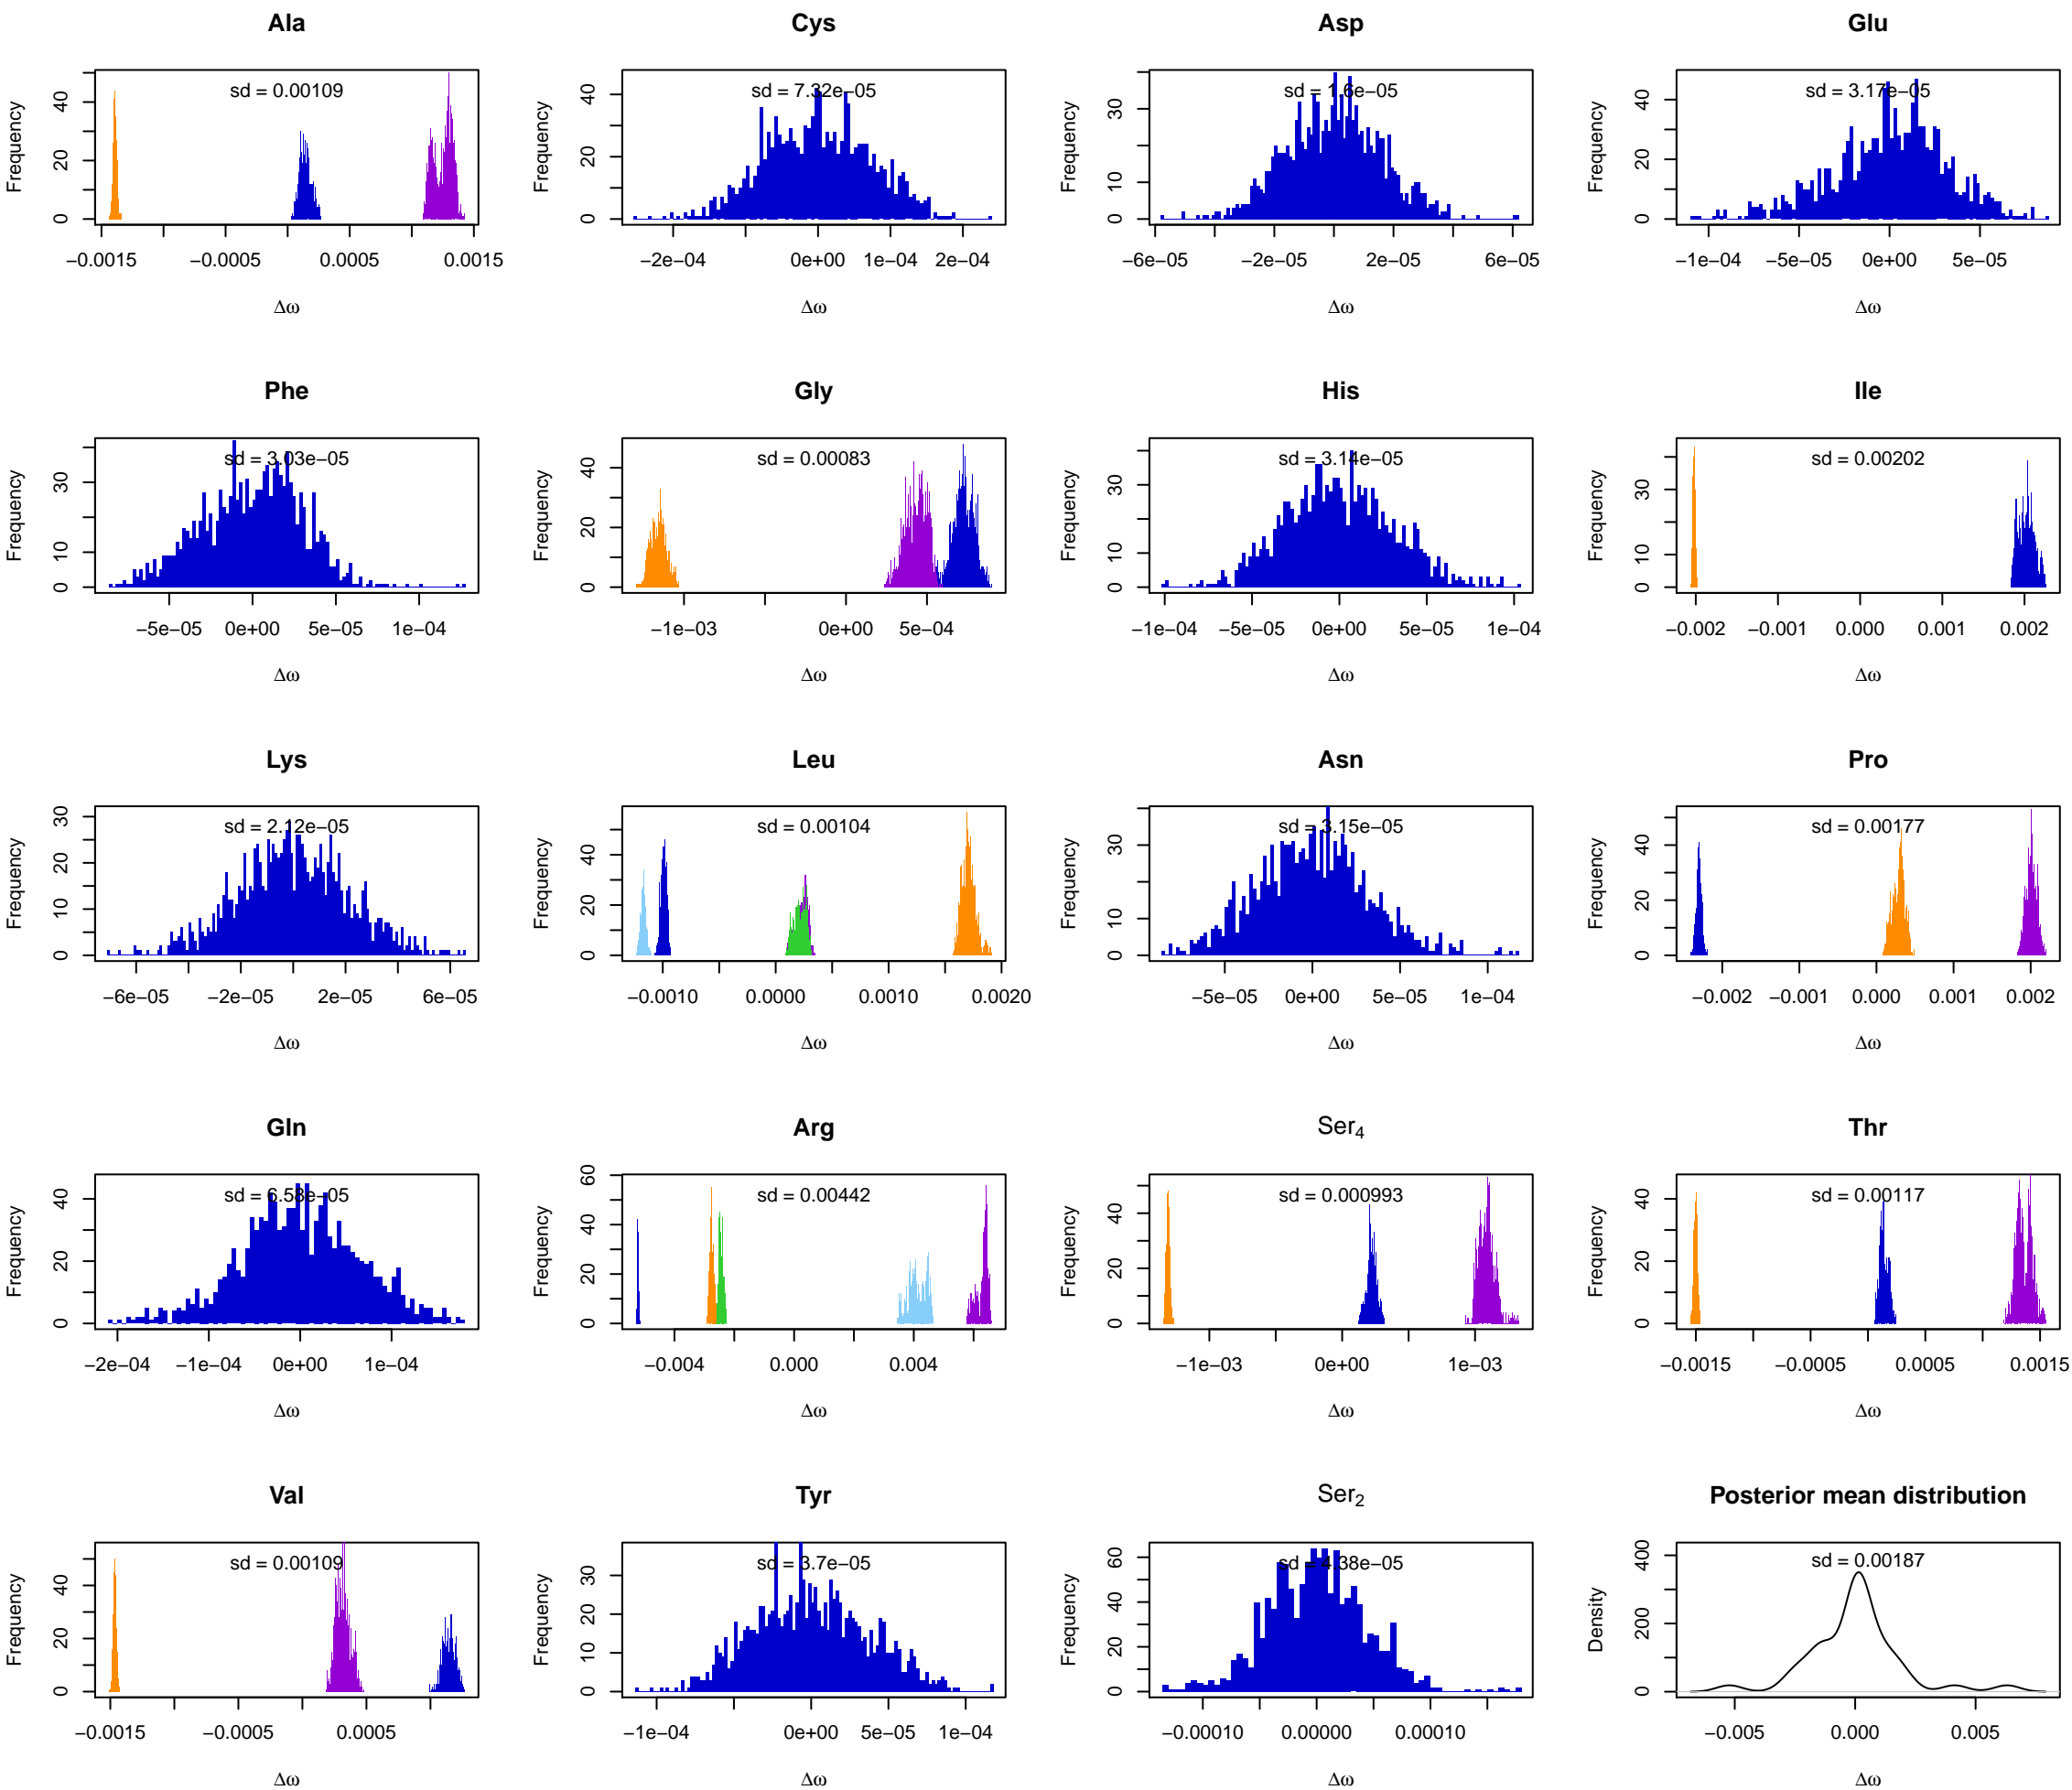 Ala Cys Asp Glu
sd = 0.00109 sd = 7.32e−05 sd = 1.6e−05 sd = 3.17e−05
Frequency Frequency Frequency Frequency
40 40 30 40
20 20 10 20
0 0 0 0
−0.0015 −0.0005 0.0005 0.0015 −2e−04 0e+00 1e−04 2e−04 −6e−05 −2e−05 2e−05 6e−05 −1e−04 −5e−05 0e+00 5e−05
Δω Δω Δω Δω
Phe Gly His Ile
sd = 3.03e−05 sd = 0.00083 sd = 3.14e−05 sd = 0.00202
Frequency Frequency Frequency Frequency
30 40 30 30
10 20 10 10
0 0 0 0
−5e−05 0e+00 5e−05 1e−04 −1e−03 0e+00 5e−04 −1e−04 −5e−05 0e+00 5e−05 1e−04 −0.002 −0.001 0.000 0.001 0.002
Δω Δω Δω Δω
Lys Leu Asn Pro
sd = 2.12e−05 sd = 0.00104 sd = 3.15e−05 sd = 0.00177
Frequency Frequency Frequency Frequency
30 40 30 40
20 20 10 20
10 0 0 0
0
−6e−05 −2e−05 2e−05 6e−05 −0.0010 0.0000 0.0010 0.0020 −5e−05 0e+00 5e−05 1e−04 −0.002 −0.001 0.000 0.001 0.002
Δω Δω Δω Δω
Gln Arg Ser4 Thr
sd = 6.58e−05 sd = 0.00442 sd = 0.000993 sd = 0.00117
Frequency Frequency Frequency Frequency
40 60 40 40
20 40 20 20
0 20 0 0
0
−2e−04 −1e−04 0e+00 1e−04 −0.004 0.000 0.004 −1e−03 0e+00 1e−03 −0.0015 −0.0005 0.0005 0.0015
Δω Δω Δω Δω
Val Tyr Ser2 Posterior mean distribution
sd = 0.00109 sd = 3.7e−05 sd = 4.38e−05 sd = 0.00187
Frequency Frequency Frequency Density
40 30 60 400
20 20 40 200
0 10 20 0
0 0
−0.0015 −0.0005 0.0005 −1e−04 0e+00 5e−05 1e−04 −0.00010 0.00000 0.00010 −0.005 0.000 0.005
Δω Δω Δω Δω